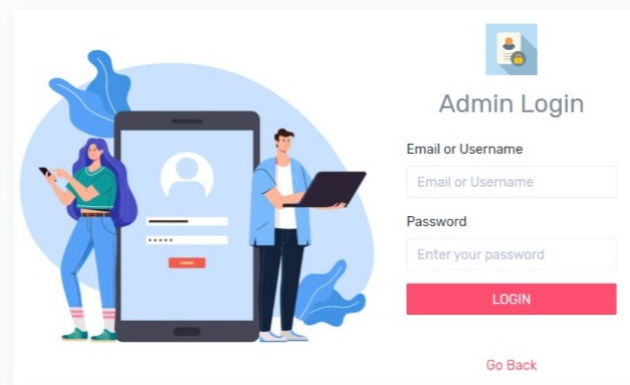 Admin Login
Email or Username
Email or Username
Password
Enter your password
LOGIN
Go Back